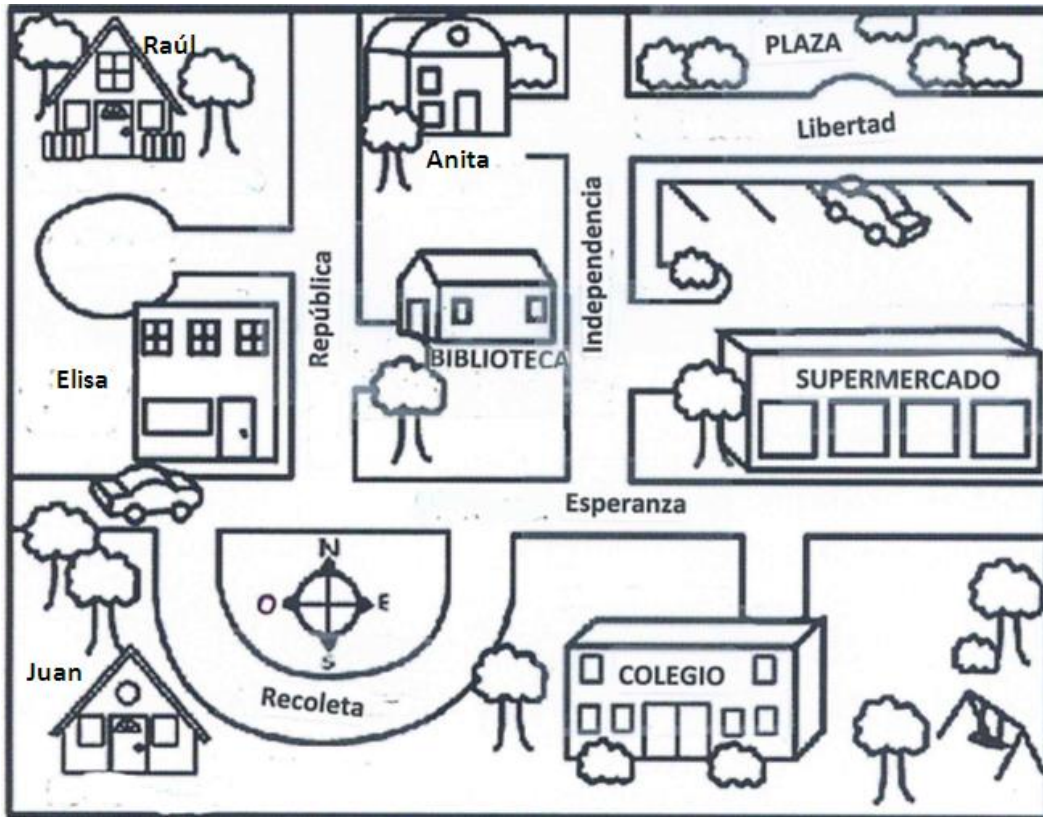 Raúl
PLAZA
Libertad
Anita
Independencia
República
BIBLIOTECA
Elisa
SUPERMERCADO
Esperanza
N
O
E
S
Juan
Recoleta
COLEGIO